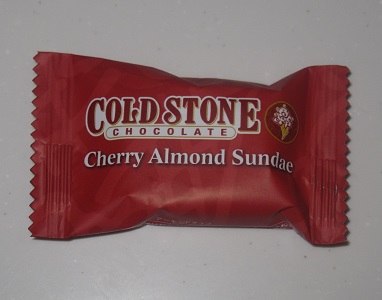 COLD STONE
CHOCOLATE
Cherry Almond Sundae